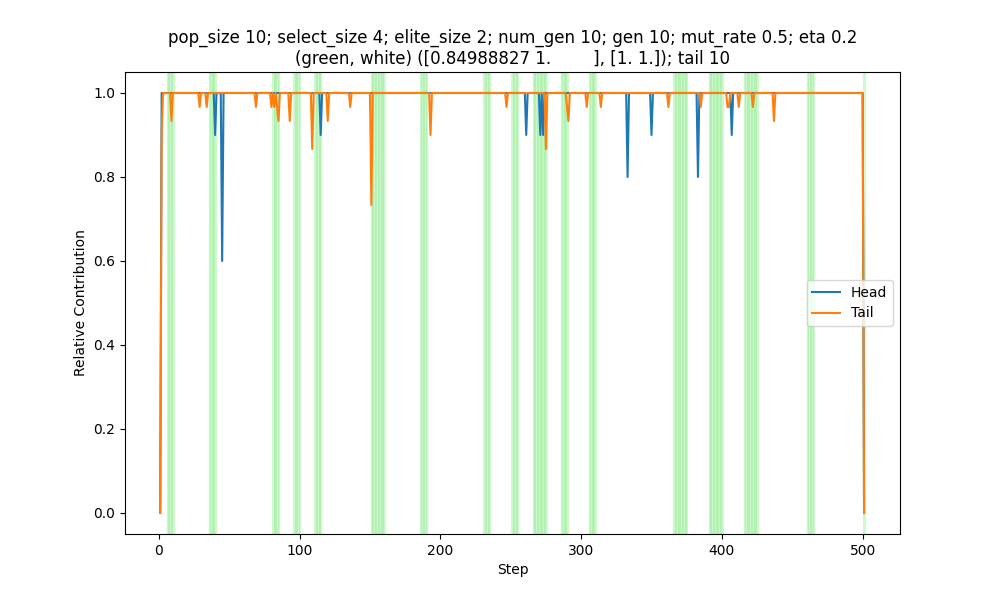 pop_size 10; select_size 4; elite_size 2; num_gen 10; gen 10; mut_rate 0.5; eta 0.2
(green, white) ([0.84988827 1.        ], [1. 1.]); tail 10
1.0
0.8
0.6
0.4
0.2
0.0
Relative Contribution
Head
Tail
0 100 200 300 400 500
Step